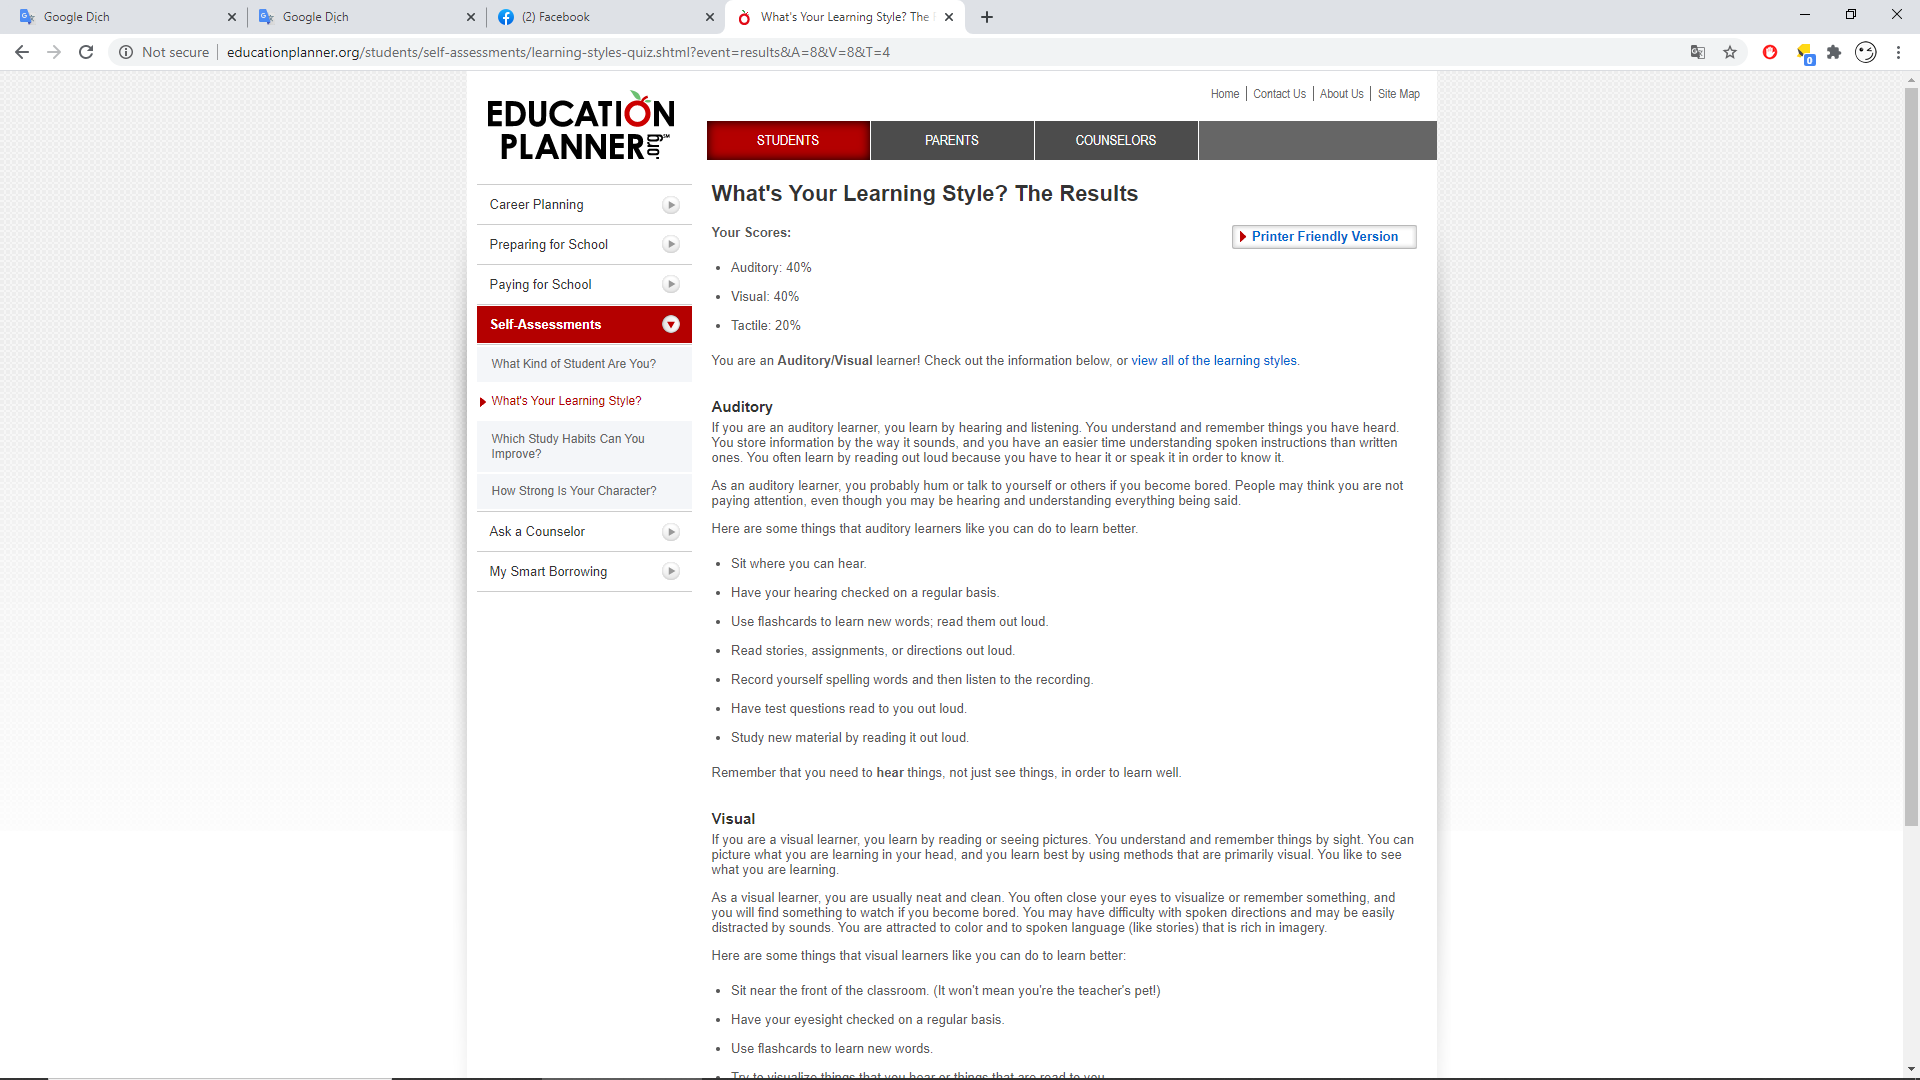 Google Dịch
Google Dịch
(2) Facebook
What's Your Learning Style? The
Not secure
educationplanner.org/students/self-assessments/learning-styles-quiz.shtml?event=results&A=8&V=8&T=4
0
EDUCATION
PLANNER.org
Home
Contact Us
About Us
Site Map
STUDENTS
PARENTS
COUNSELORS
Career Planning
Preparing for School
Paying for School
Self-Assessments
What Kind of Student Are You?
What's Your Learning Style?
Which Study Habits Can You
Improve?
How Strong Is Your Character?
Ask a Counselor
My Smart Borrowing
What's Your Learning Style? The Results
Your Scores:
Printer Friendly Version
• Auditory: 40%
• Visual: 40%
• Tactile: 20%
You are an Auditory/Visual learner! Check out the information below, or view all of the learning styles.
Auditory
If you are an auditory learner, you learn by hearing and listening. You understand and remember things you have heard.
You store information by the way it sounds, and you have an easier time understanding spoken instructions than written
ones. You often learn by reading out loud because you have to hear it or speak it in order to know it.
As an auditory learner, you probably hum or talk to yourself or others if you become bored. People may think you are not
paying attention, even though you may be hearing and understanding everything being said.
Here are some things that auditory learners like you can do to learn better.
• Sit where you can hear.
• Have your hearing checked on a regular basis.
• Use flashcards to learn new words; read them out loud.
• Read stories, assignments, or directions out loud.
• Record yourself spelling words and then listen to the recording.
• Have test questions read to you out loud.
• Study new material by reading it out loud.
Remember that you need to hear things, not just see things, in order to learn well.
Visual
If you are a visual learner, you learn by reading or seeing pictures. You understand and remember things by sight. You can
picture what you are learning in your head, and you learn best by using methods that are primarily visual. You like to see
what you are learning.
As a visual learner, you are usually neat and clean. You often close your eyes to visualize or remember something, and
you will find something to watch if you become bored. You may have difficulty with spoken directions and may be easily
distracted by sounds. You are attracted to color and to spoken language (like stories) that is rich in imagery.
Here are some things that visual learners like you can do to learn better:
• Sit near the front of the classroom. (It won't mean you're the teacher's pet!)
• Have your eyesight checked on a regular basis.
• Use flashcards to learn new words.
• Try to visualize things that you hear or things that are read to you.